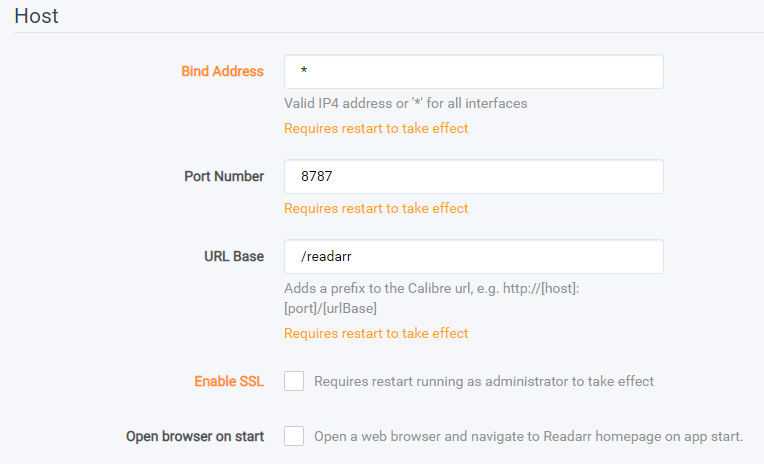 Host
Bind Address
*
Valid IP4 address or '*' for all interfaces
Requires restart to take effect
Port Number
8787
Requires restart to take effect
URL Base
/readarr
Adds a prefix to the Calibre url, e.g. http://[host]:
[port]/[urlBase]
Requires restart to take effect
Enable SSL
Requires restart running as administrator to take effect
Open browser on start
Open a web browser and navigate to Readarr homepage on app start.